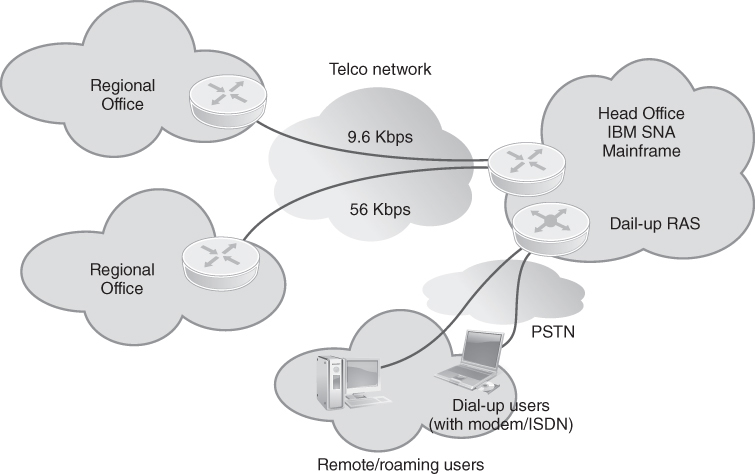 Regional
Office
Telco network
9.6 Kbps
56 Kbps
Head Office
IBM SNA
Mainframe
Dail-up RAS
Regional
Office
PSTN
Dial-up users
(with modem/ISDN)
Remote/roaming users